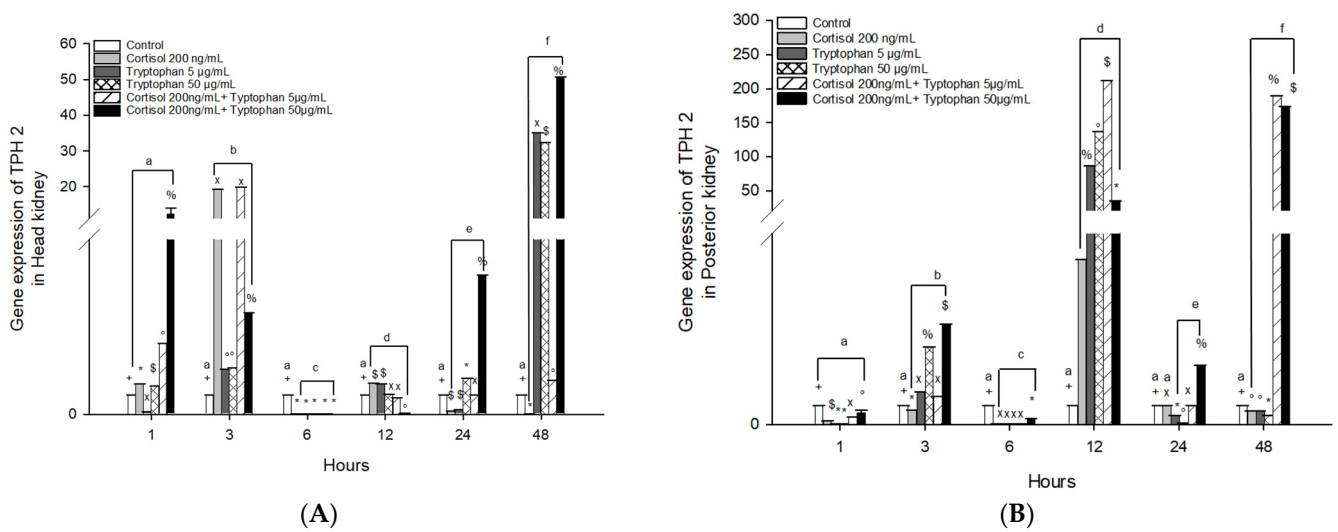 Control
Cortisol 200 ng/mL
Tryptophan 5 µg/mL
Tryptophan 50 µg/mL
Cortisol 200ng/mL+ Typtophan 5µg/mL
Cortisol 200ng/mL+ Typtophan 50µg/mL
Gene expression of TPH 2
in Head kidney
60
50
40
30
20
0
a
+ * x $ ° %
b
a
+ x ° ° x %
c
a
+ * * * * *
d
a
+ $ $ x x °
e
a
+ $ $ * x %
f
a
+ * x $ ° %
1 3 6 12 24 48
Hours
(A)
Control
Cortisol 200 ng/mL
Tryptophan 5 µg/mL
Tryptophan 50 µg/mL
Cortisol 200ng/mL+ Typtophan 5µg/mL
Cortisol 200ng/mL+ Typtophan 50µg/mL
Gene expression of TPH 2
in Posterior kidney
300
250
200
150
100
50
0
a
+ $ * * x °
b
a
+ * x % x $
c
a
+ x x x x *
d
a
+ % ° $ *
e
a a
+ x * ° x %
f
a
+ ° ° * % $
1 3 6 12 24 48
Hours
(B)